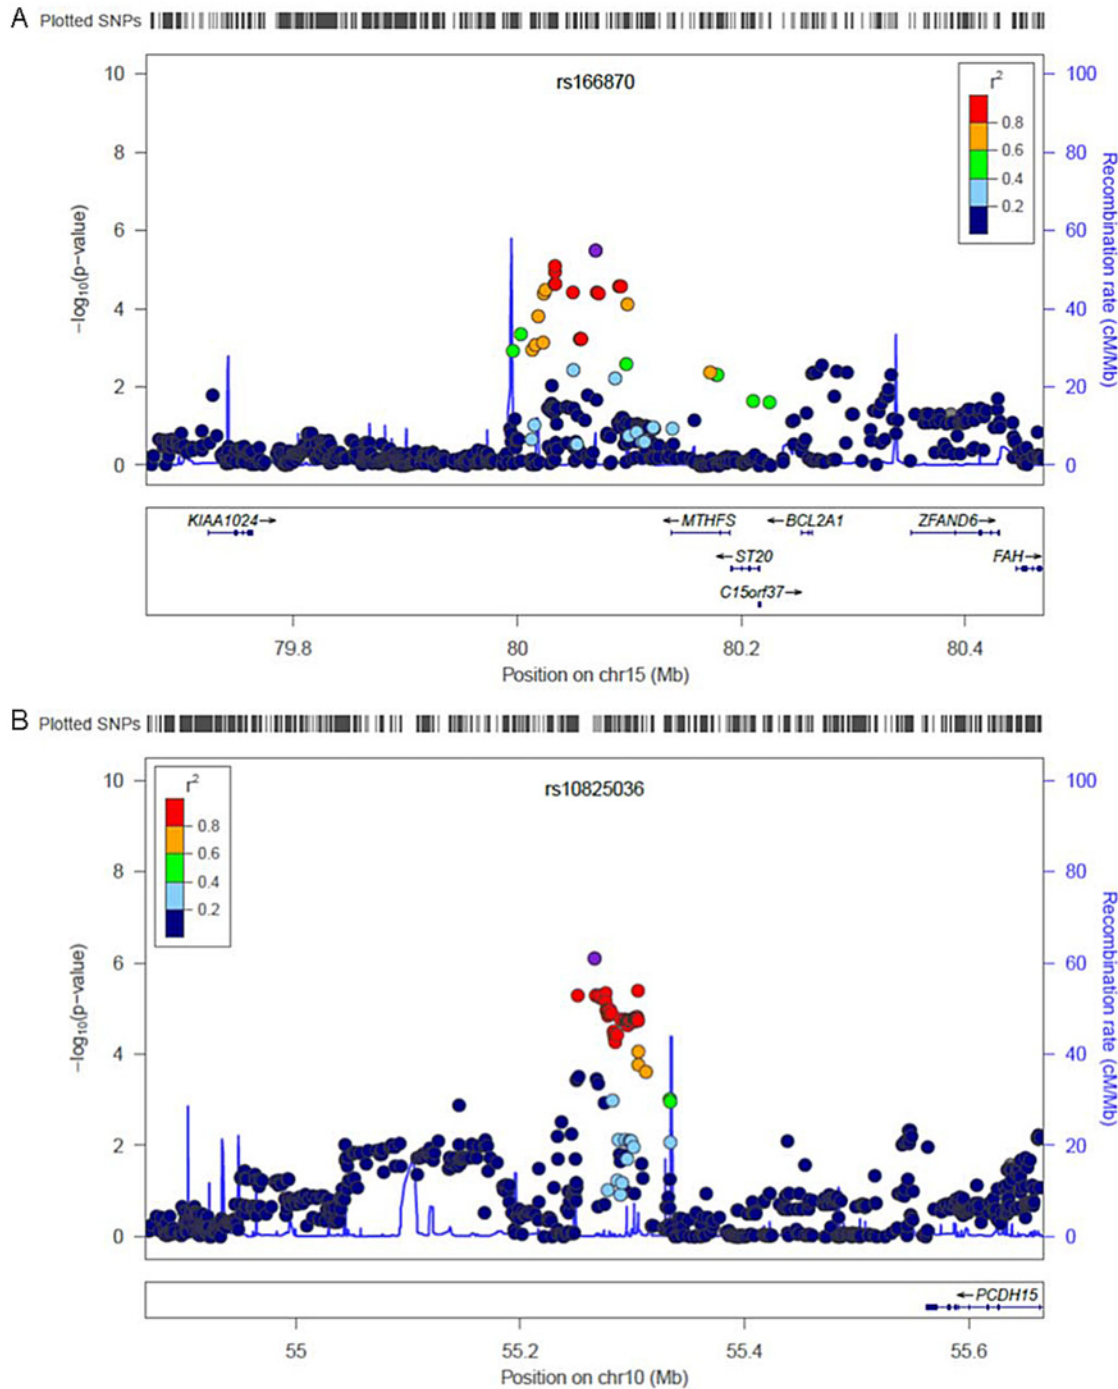 A Plotted SNPs
rs166870
r2
0.8
0.6
0.4
0.2
10
8
6
4
2
0
−log10(p−value)
100
80
60
40
20
0
Recombination rate (cM/Mb)
KIAA1024→
←MTHFS
←BCL2A1
ZFAND6→
←ST20
FAH→
C15orf37→
79.8 80 80.2 80.4
Position on chr15 (Mb)
B Plotted SNPs
rs10825036
r2
0.8
0.6
0.4
0.2
10
8
6
4
2
0
−log10(p−value)
100
80
60
40
20
0
Recombination rate (cM/Mb)
←PCDH15
55 55.2 55.4 55.6
Position on chr10 (Mb)